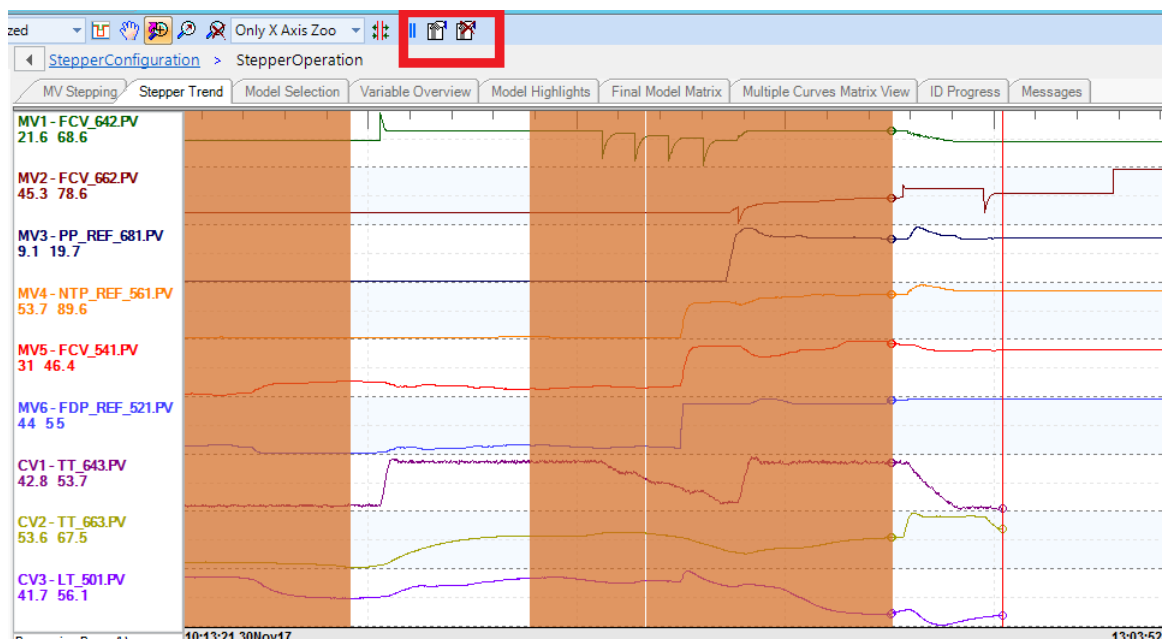 zed
Only X Axis Zoo
StepperConfiguration > StepperOperation
MV Stepping Stepper Trend Model Selection Variable Overview Model Highlights Final Model Matrix Multiple Curves Matrix View ID Progress Messages
MV1 - FCV_642.PV
21.6 68.6
MV2 - FCV_662.PV
45.3 78.6
MV3 - PP_REF_681.PV
9.1 19.7
MV4 - NTP_REF_561.PV
53.7 89.6
MV5 - FCV_541.PV
31 46.4
MV6 - FDP_REF_521.PV
44 55
CV1 - TT_643.PV
42.8 53.7
CV2 - TT_663.PV
53.6 67.5
CV3 - LT_501.PV
41.7 56.1
10:13:21 30Nov17 13:03:52